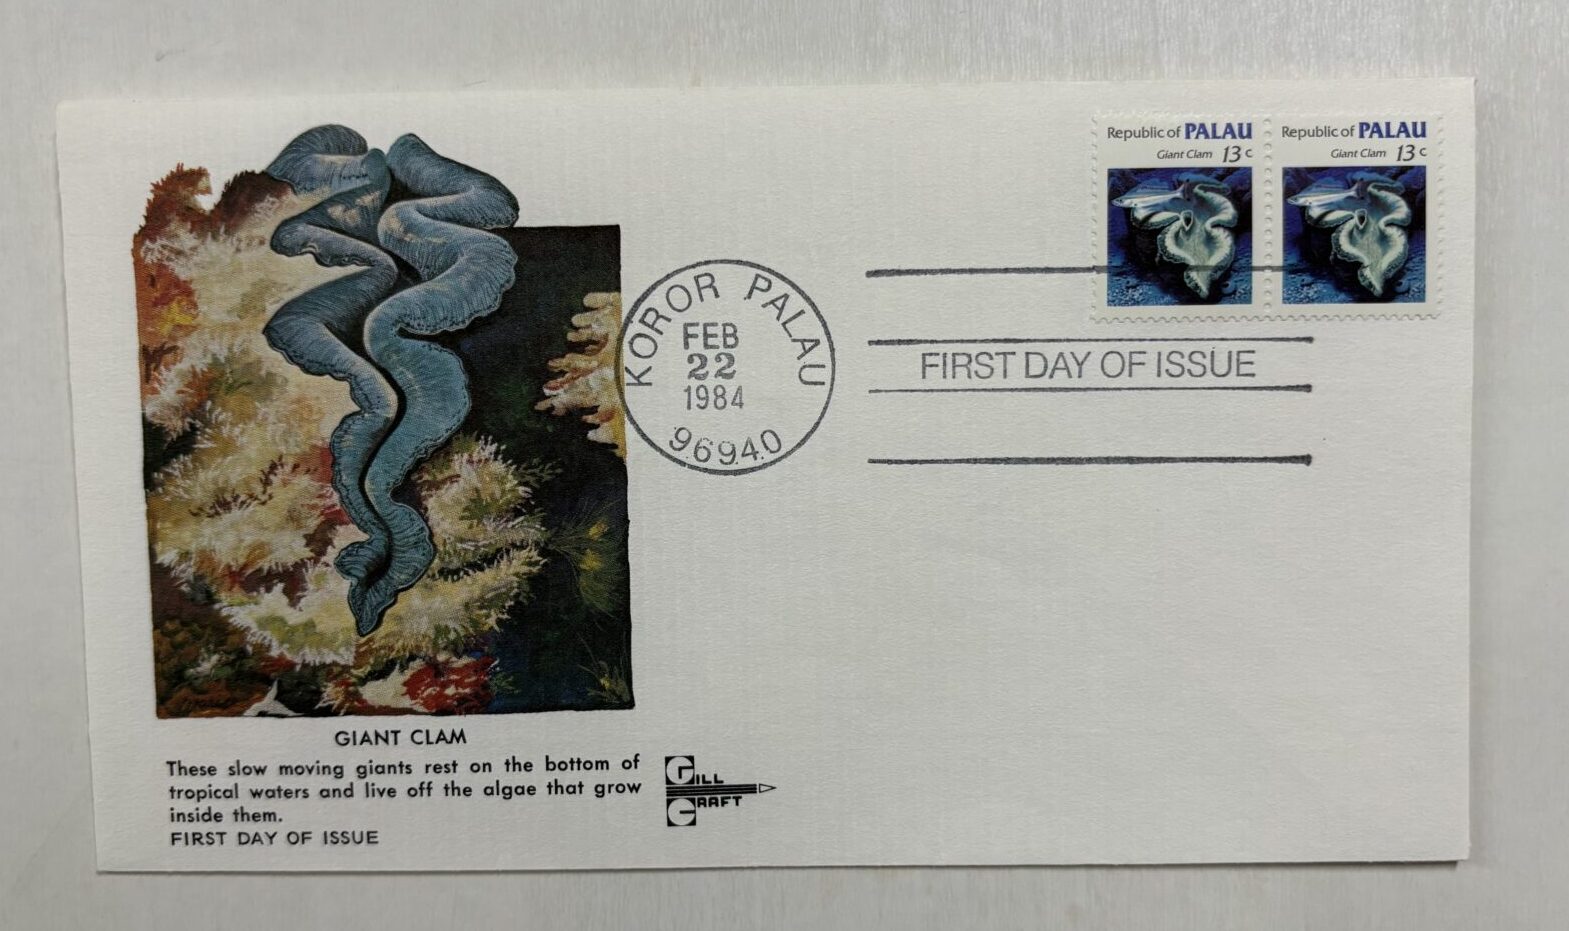 Republic of PALAU
Giant Clam 13c
Republic of PALAU
Giant Clam 13c
KOROR PALAU
FEB
22
1984
96940
FIRST DAY OF ISSUE
GIANT CLAM
These slow moving giants rest on the bottom of
tropical waters and live off the algae that grow
inside them.
FIRST DAY OF ISSUE
GILL
CRAFT